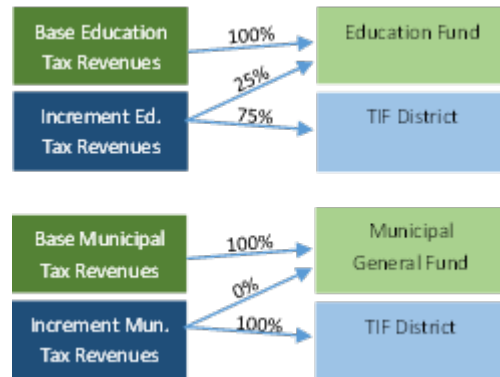 Base Education
Tax Revenues
100%
Education Fund
25%
Increment Ed.
Tax Revenues
75%
TIF District
Base Municipal
Tax Revenues
100%
Municipal
General Fund
0%
Increment Mun.
Tax Revenues
100%
TIF District